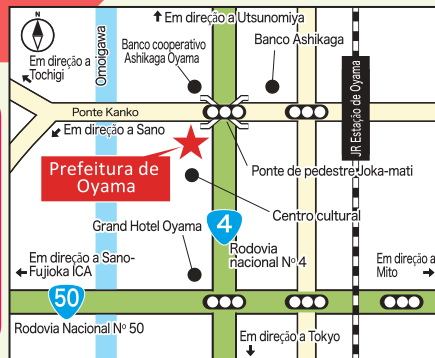 N
Em direção a Utsunomiya
Banco cooperativo
Ashikaga Oyama
Banco Ashikaga
Em direção a
Tochigi
Omoigawa
JR Estação de Oyama
Ponte Kanko
Em direção a Sano
Prefeitura de
Oyama
Ponte de pedestre Joka-mati
Centro cultural
Grand Hotel Oyama
4
Rodovia
nacional Nº 4
Em direção a Sano-
Fujioka ICA
Em direção a
Mito
50
Rodovia Nacional Nº 50
Em direção a Tokyo